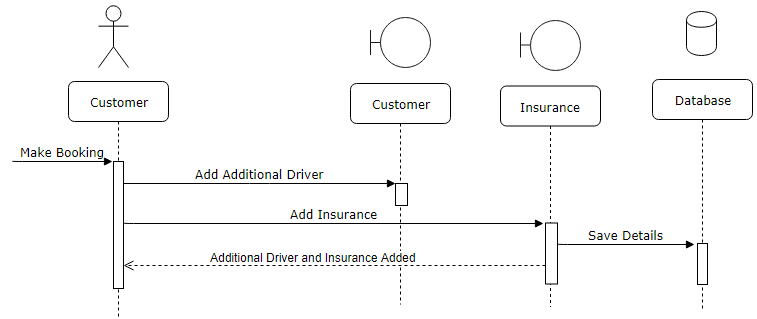 Customer
Customer
Insurance
Database
Make Booking
Add Additional Driver
Add Insurance
Save Details
Additional Driver and Insurance Added